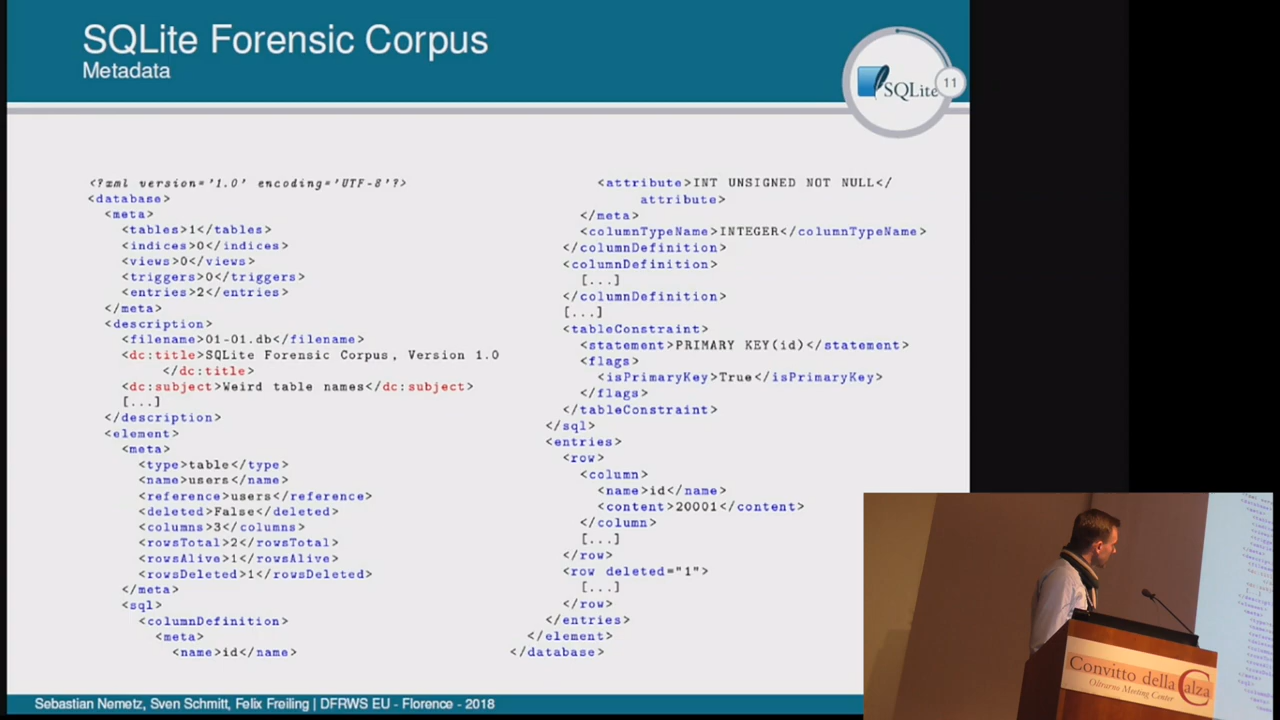 SQLite Forensic Corpus
Metadata
SQLite
11
<?xml version='1.0' encoding='UTF-8'?>
<database>
<meta>
<tables>1</tables>
<indices>0</indices>
<views>0</views>
<triggers>0</triggers>
<entries>2</entries>
</meta>
<description>
<filename>01-01.db</filename>
<dc:title>SQLite Forensic Corpus, Version 1.0
</dc:title>
<dc:subject>Weird table names</dc:subject>
[...]
</description>
<element>
<meta>
<type>table</type>
<name>users</name>
<reference>users</reference>
<deleted>False</deleted>
<columns>3</columns>
<rowsTotal>2</rowsTotal>
<rowsAlive>1</rowsAlive>
<rowsDeleted>1</rowsDeleted>
</meta>
<sql>
<columnDefinition>
<meta>
<name>id</name>
<attribute>INT UNSIGNED NOT NULL</
attribute>
</meta>
<columnTypeName>INTEGER</columnTypeName>
</columnDefinition>
<columnDefinition>
[...]
</columnDefinition>
[...]
<tableConstraint>
<statement>PRIMARY KEY(id)</statement>
<flags>
<isPrimaryKey>True</isPrimaryKey>
</flags>
</tableConstraint>
</sql>
<entries>
<row>
<column>
<name>id</name>
<content>20001</content>
</column>
[...]
</row>
<row deleted="1">
[...]
</row>
</entries>
</element>
</database>
Convitto della Calza
Oltrarno Meeting Center
Sebastian Nemetz, Sven Schmitt, Felix Freiling | DFRWS EU - Florence - 2018